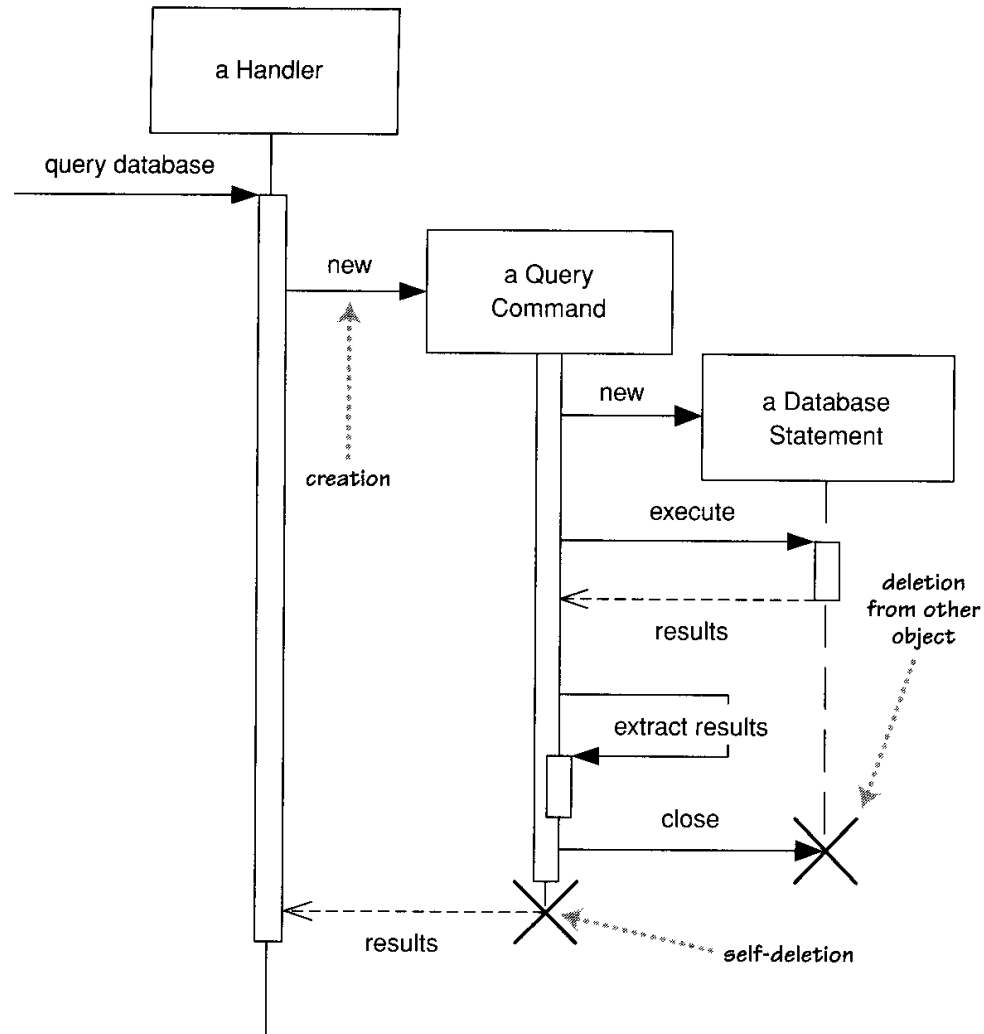 a Handler
query database
new
a Query
Command
new
a Database
Statement
creation
execute
deletion
from other
object
results
extract results
close
results
self-deletion